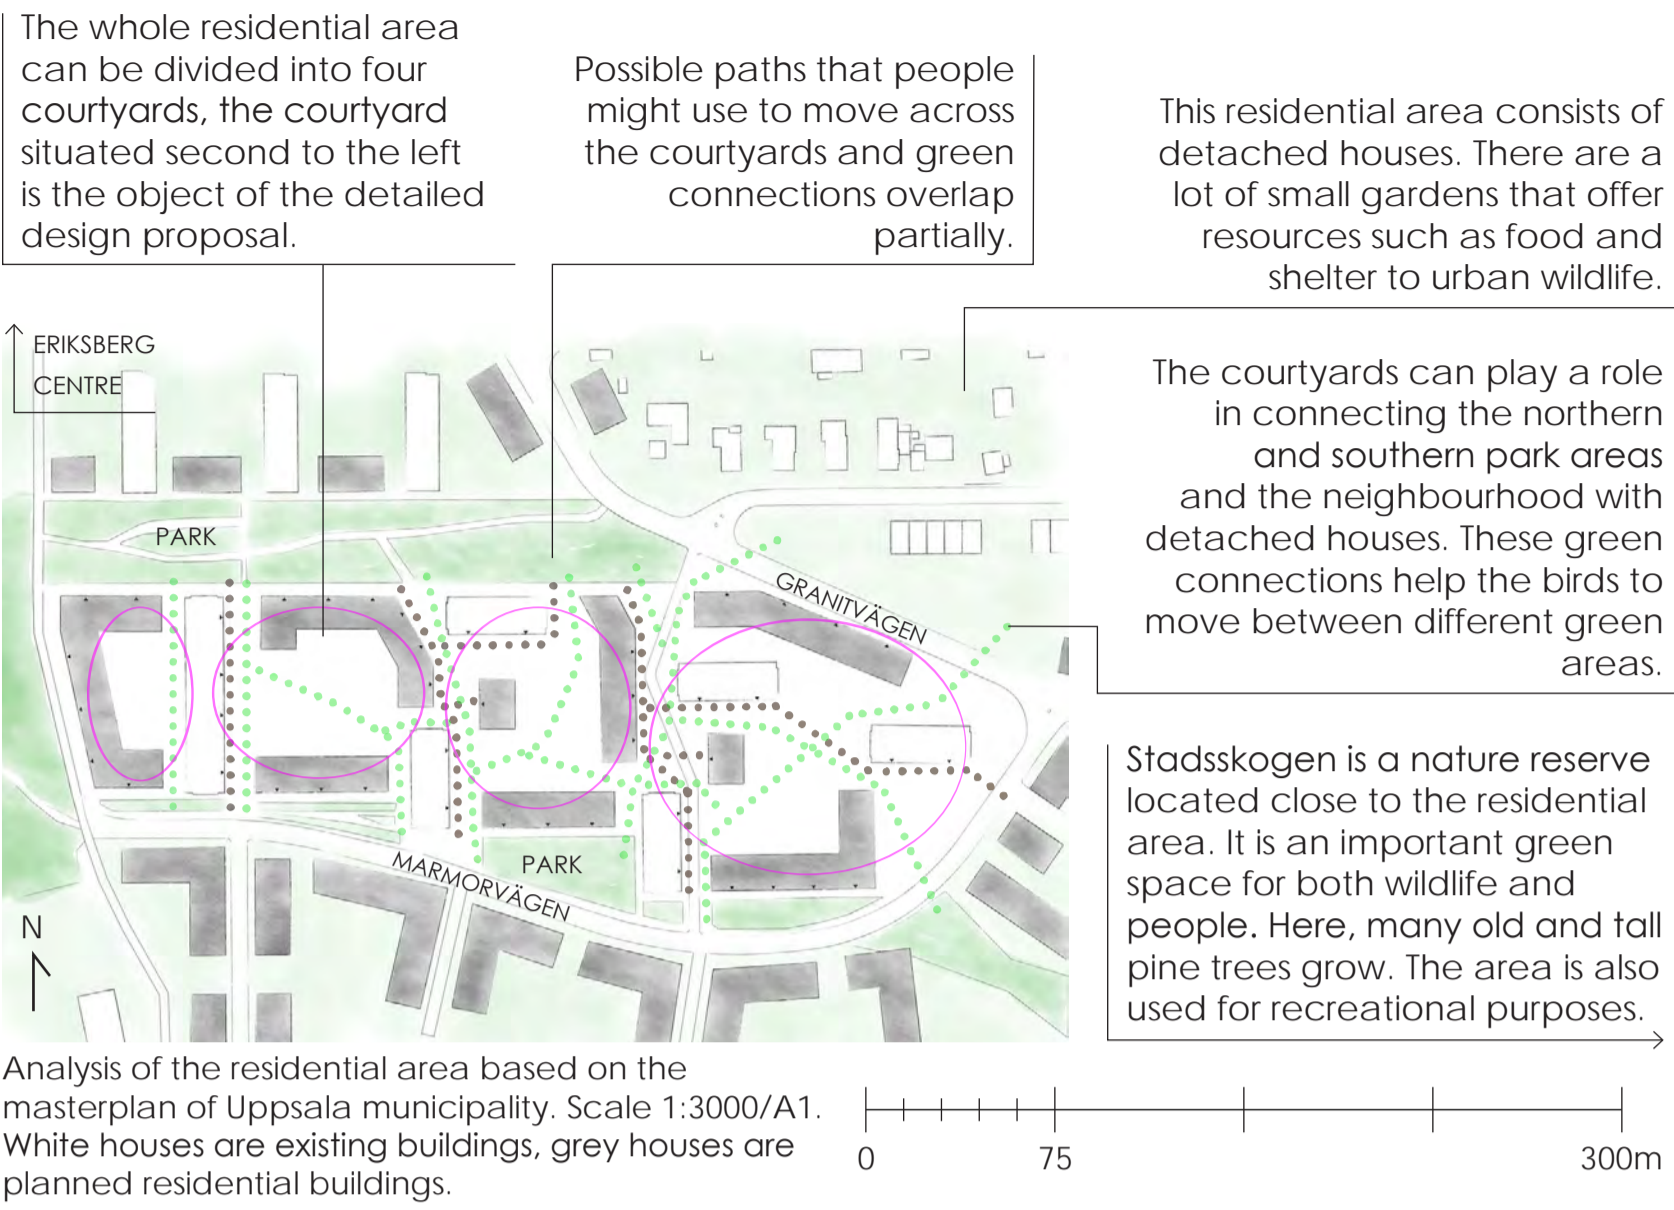 The whole residential area
can be divided into four
courtyards, the courtyard
situated second to the left
is the object of the detailed
design proposal.
Possible paths that people
might use to move across
the courtyards and green
connections overlap
partially.
This residential area consists of
detached houses. There are a
lot of small gardens that offer
resources such as food and
shelter to urban wildlife.
ERIKSBERG
CENTRE
The courtyards can play a role
in connecting the northern
and southern park areas
and the neighbourhood with
detached houses. These green
connections help the birds to
move between different green
areas.
PARK
GRANITVÄGEN
Stadsskogen is a nature reserve
located close to the residential
area. It is an important green
space for both wildlife and
people. Here, many old and tall
pine trees grow. The area is also
used for recreational purposes.
MARMORVÄGEN
PARK
N
Analysis of the residential area based on the
masterplan of Uppsala municipality. Scale 1:3000/A1.
White houses are existing buildings, grey houses are
planned residential buildings.
0 75 300m